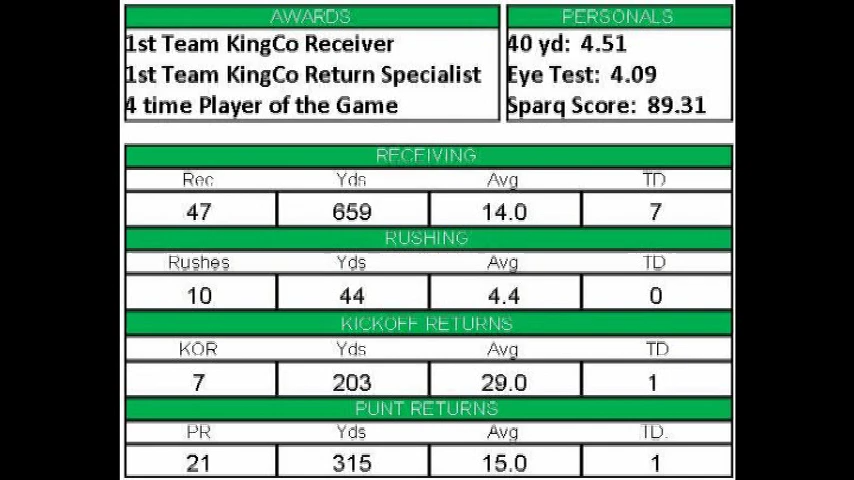 AWARDS
PERSONALS
1st Team KingCo Receiver
40 yd: 4.51
1st Team KingCo Return Specialist
Eye Test: 4.09
4 time Player of the Game
Sparq Score: 89.31
RECEIVING
Rec Yds Avg TD
47 659 14.0 7
RUSHING
Rushes Yds Avg TD
10 44 4.4 0
KICKOFF RETURNS
KOR Yds Avg TD
7 203 29.0 1
PUNT RETURNS
PR Yds Avg TD.
21 315 15.0 1